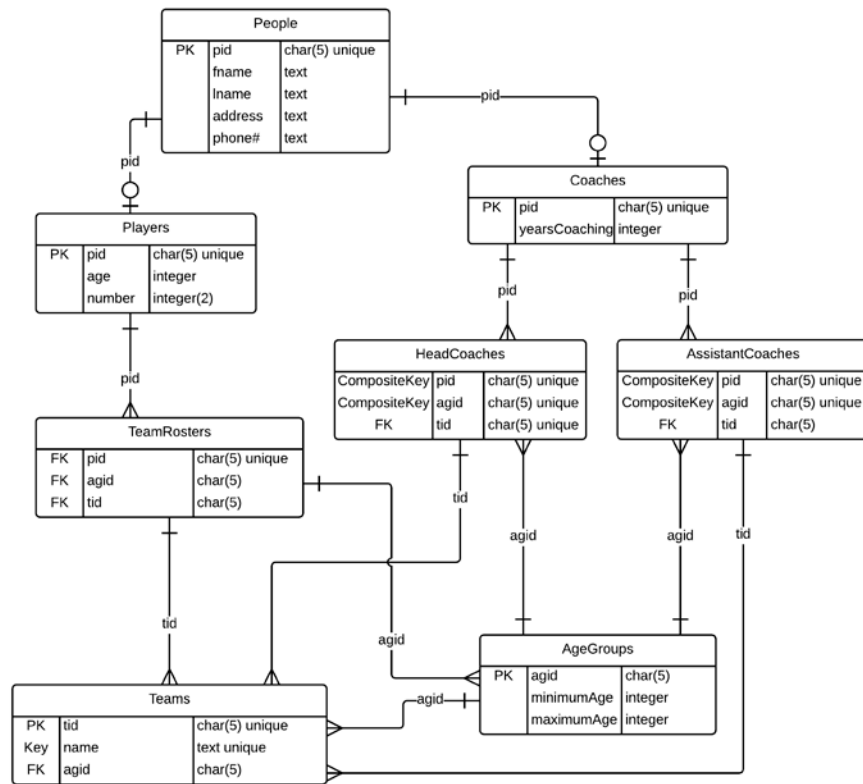 People
PK pid char(5) unique
fname text
lname text
address text
phone# text
pid
pid
Coaches
PK pid char(5) unique
yearsCoaching integer
Players
PK pid char(5) unique
age integer
number integer(2)
pid
pid
HeadCoaches
CompositeKey pid char(5) unique
CompositeKey agid char(5) unique
FK tid char(5) unique
AssistantCoaches
CompositeKey pid char(5) unique
CompositeKey agid char(5) unique
FK tid char(5)
pid
TeamRosters
FK pid char(5) unique
FK agid char(5)
FK tid char(5)
tid
agid
agid
tid
tid
agid
AgeGroups
PK agid char(5)
minimumAge integer
maximumAge integer
agid
Teams
PK tid char(5) unique
Key name text unique
FK agid char(5)